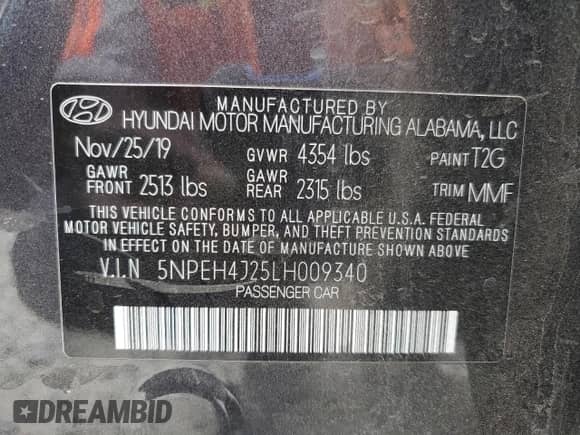 MANUFACTURED BY
HYUNDAI MOTOR MANUFACTURING ALABAMA, LLC
Nov/25/19 GVWR 4354 lbs PAINT T2G
GAWR FRONT 2513 lbs GAWR REAR 2315 lbs TRIM MMF
THIS VEHICLE CONFORMS TO ALL APPLICABLE U.S.A. FEDERAL
MOTOR VEHICLE SAFETY, BUMPER, AND THEFT PREVENTION STANDARDS
IN EFFECT ON THE DATE OF MANUFACTURE SHOWN ABOVE
V.I.N 5NPEH4J25LH009340
PASSENGER CAR
DREAMBID